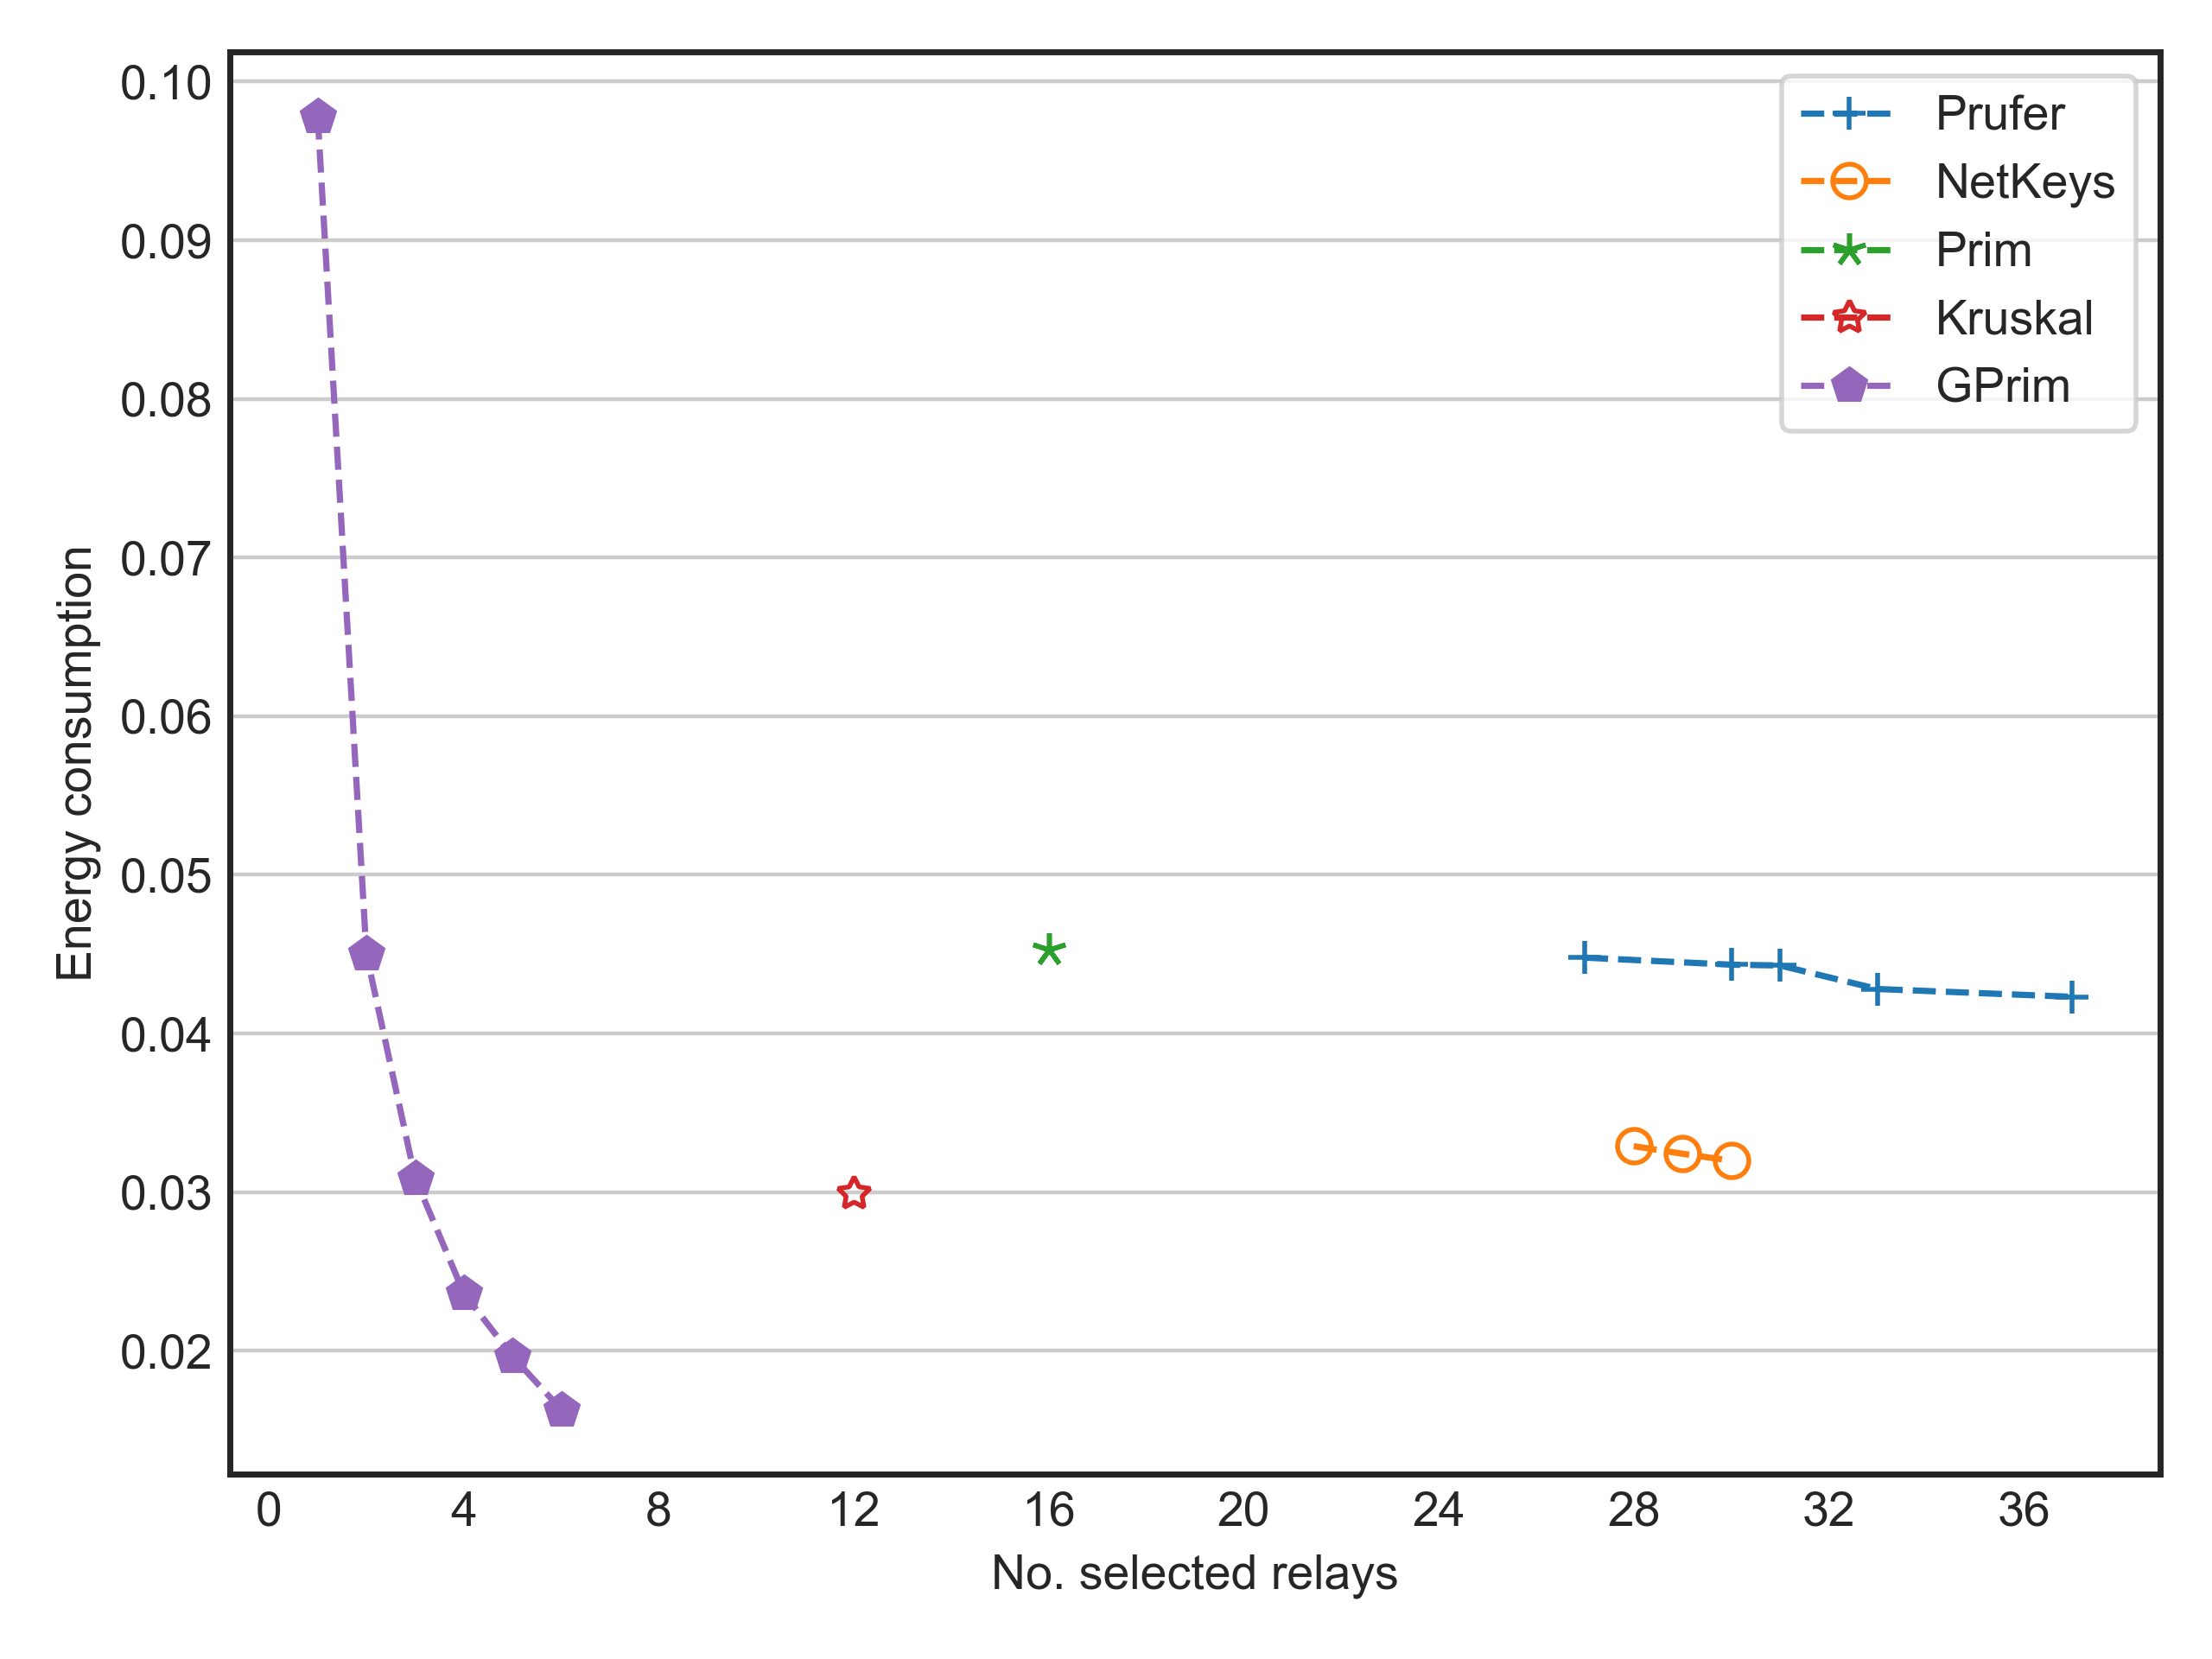 0.10
0.09
0.08
0.07
0.06
0.05
0.04
0.03
0.02
Energy consumption
Prufer
NetKeys
Prim
Kruskal
GPrim
0 4 8 12 16 20 24 28 32 36
No. selected relays